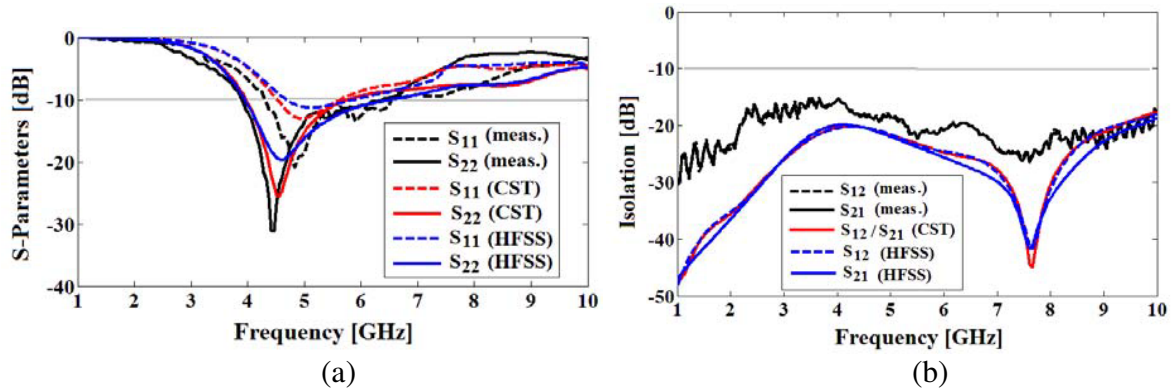 S-Parameters [dB]
0
-10
-20
-30
-40
S11 (meas.)
S22 (meas.)
S11 (CST)
S22 (CST)
S11 (HFSS)
S22 (HFSS)
1 2 3 4 5 6 7 8 9 10
Frequency [GHz]
(a)
Isolation [dB]
0
-10
-20
-30
-40
-50
S12 (meas.)
S21 (meas.)
S12 / S21 (CST)
S12 (HFSS)
S21 (HFSS)
1 2 3 4 5 6 7 8 9 10
Frequency [GHz]
(b)